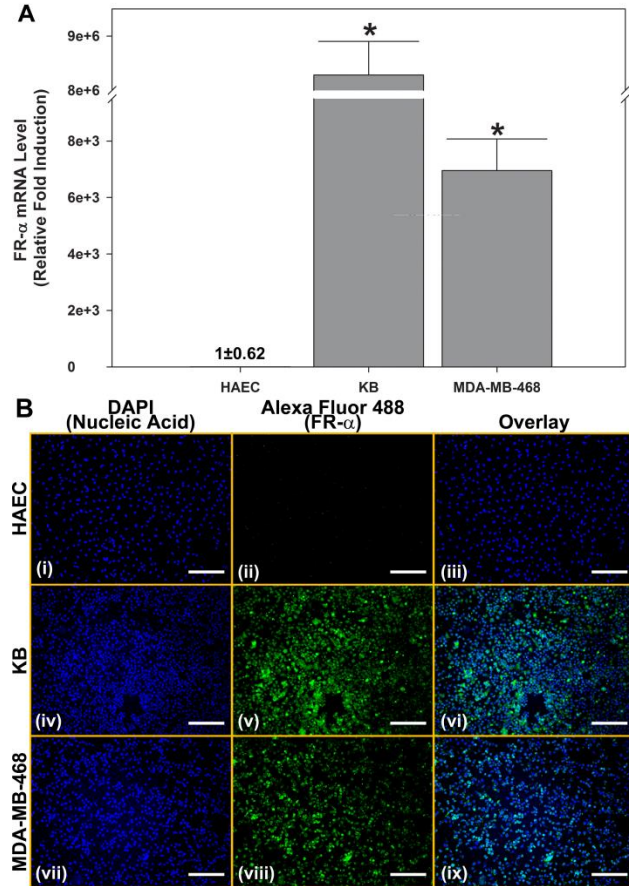 A
9e+6
8e+6
8e+3
6e+3
4e+3
2e+3
0
FR-α mRNA Level
(Relative Fold Induction)
*
*
1±0.62
HAEC
KB
MDA-MB-468
B
DAPI
(Nucleic Acid)
Alexa Fluor 488
(FR-α)
Overlay
HAEC
(i)
(ii)
(iii)
KB
(iv)
(v)
(vi)
MDA-MB-468
(vii)
(viii)
(ix)